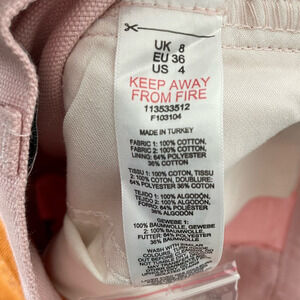 UK 8
EU 36
US 4
KEEP AWAY
FROM FIRE
113533512
F103104
MADE IN TURKEY
FABRIC 1: 100% COTTON,
FABRIC 2: 100% COTTON,
LINING: 64% POLYESTER
36% COTTON
TISSU 1: 100% COTON, TISSU
2: 100% COTON, DOUBLURE:
64% POLYESTER 36% COTON
TEJIDO 1: 100% ALGODÓN,
TEJIDO 2: 100% ALGODÓN,
FORRO: 64% POLIÉSTER
36% ALGODÓN
GEWEBE 1:
100% BAUMWOLLE, GEWEBE
2: 100% BAUMWOLLE,
FUTTER: 64% POLYESTER
36% BAUMWOLLE
WASH WITH SIMILAR